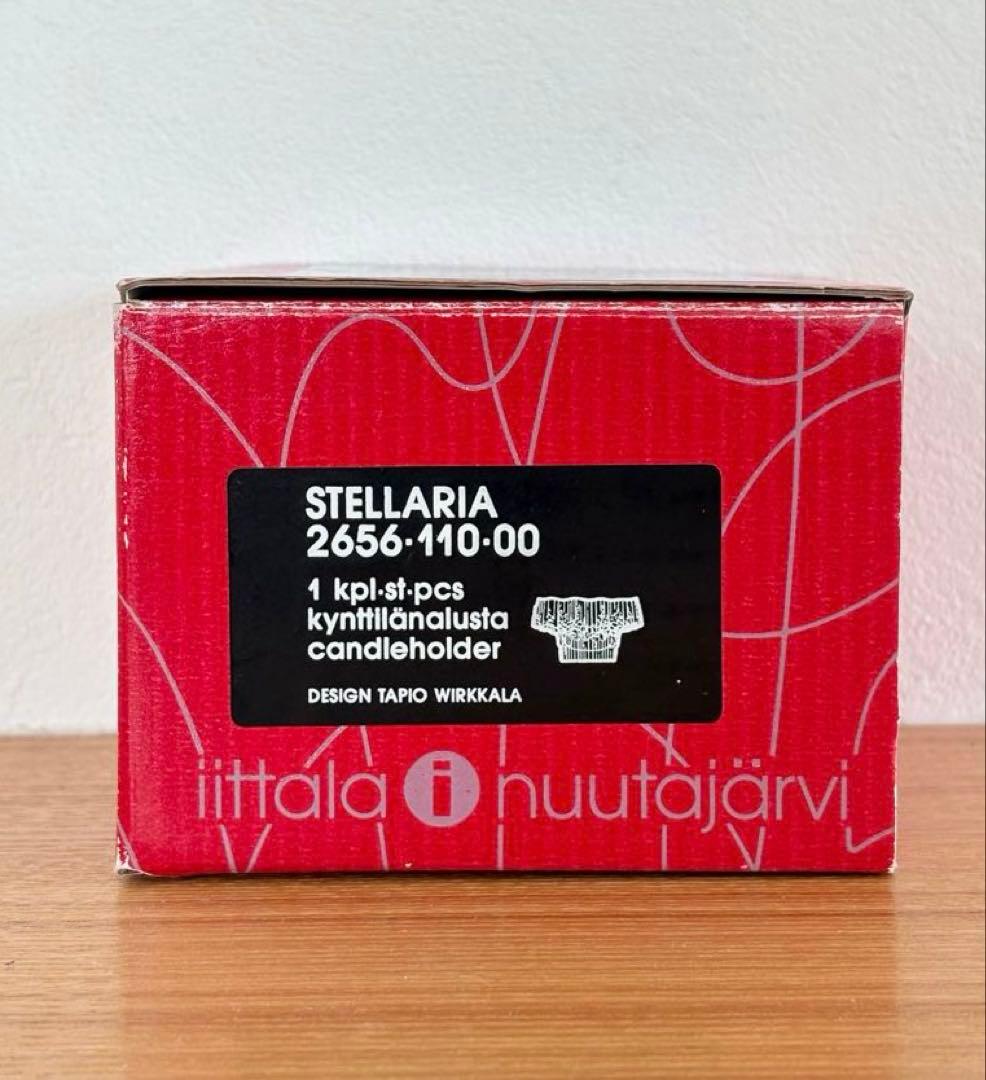 STELLARIA
2656·110·00
1 kpl·st·pcs
kynttilänalusta
candleholder
DESIGN TAPIO WIRKKALA
iittala i nuutajärvi